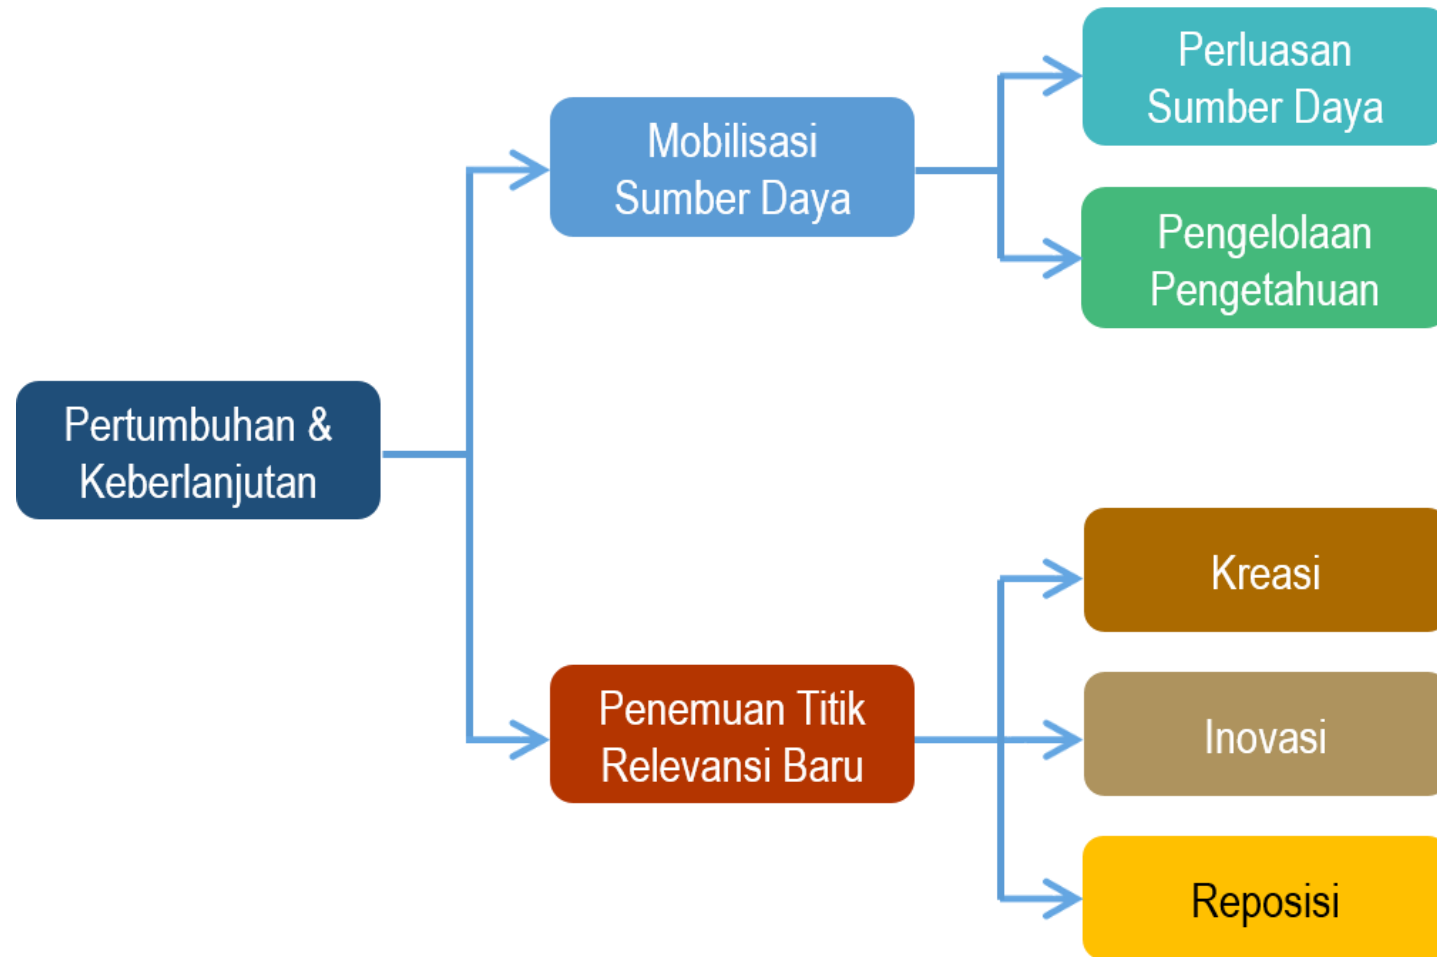 Perluasan
Sumber Daya
Mobilisasi
Sumber Daya
Pengelolaan
Pengetahuan
Pertumbuhan &
Keberlanjutan
Kreasi
Penemuan Titik
Relevansi Baru
Inovasi
Reposisi